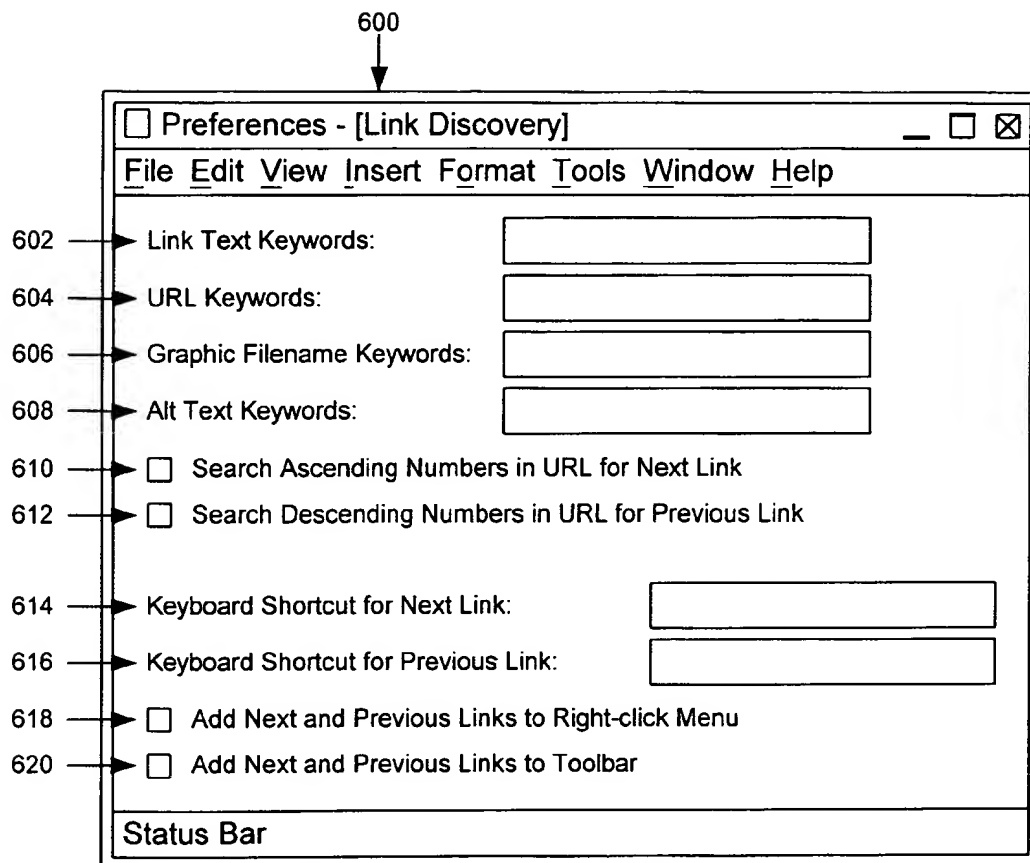 600
Preferences - [Link Discovery]
File Edit View Insert Format Tools Window Help
602 Link Text Keywords:
604 URL Keywords:
606 Graphic Filename Keywords:
608 Alt Text Keywords:
610 Search Ascending Numbers in URL for Next Link
612 Search Descending Numbers in URL for Previous Link
614 Keyboard Shortcut for Next Link:
616 Keyboard Shortcut for Previous Link:
618 Add Next and Previous Links to Right-click Menu
620 Add Next and Previous Links to Toolbar
Status Bar